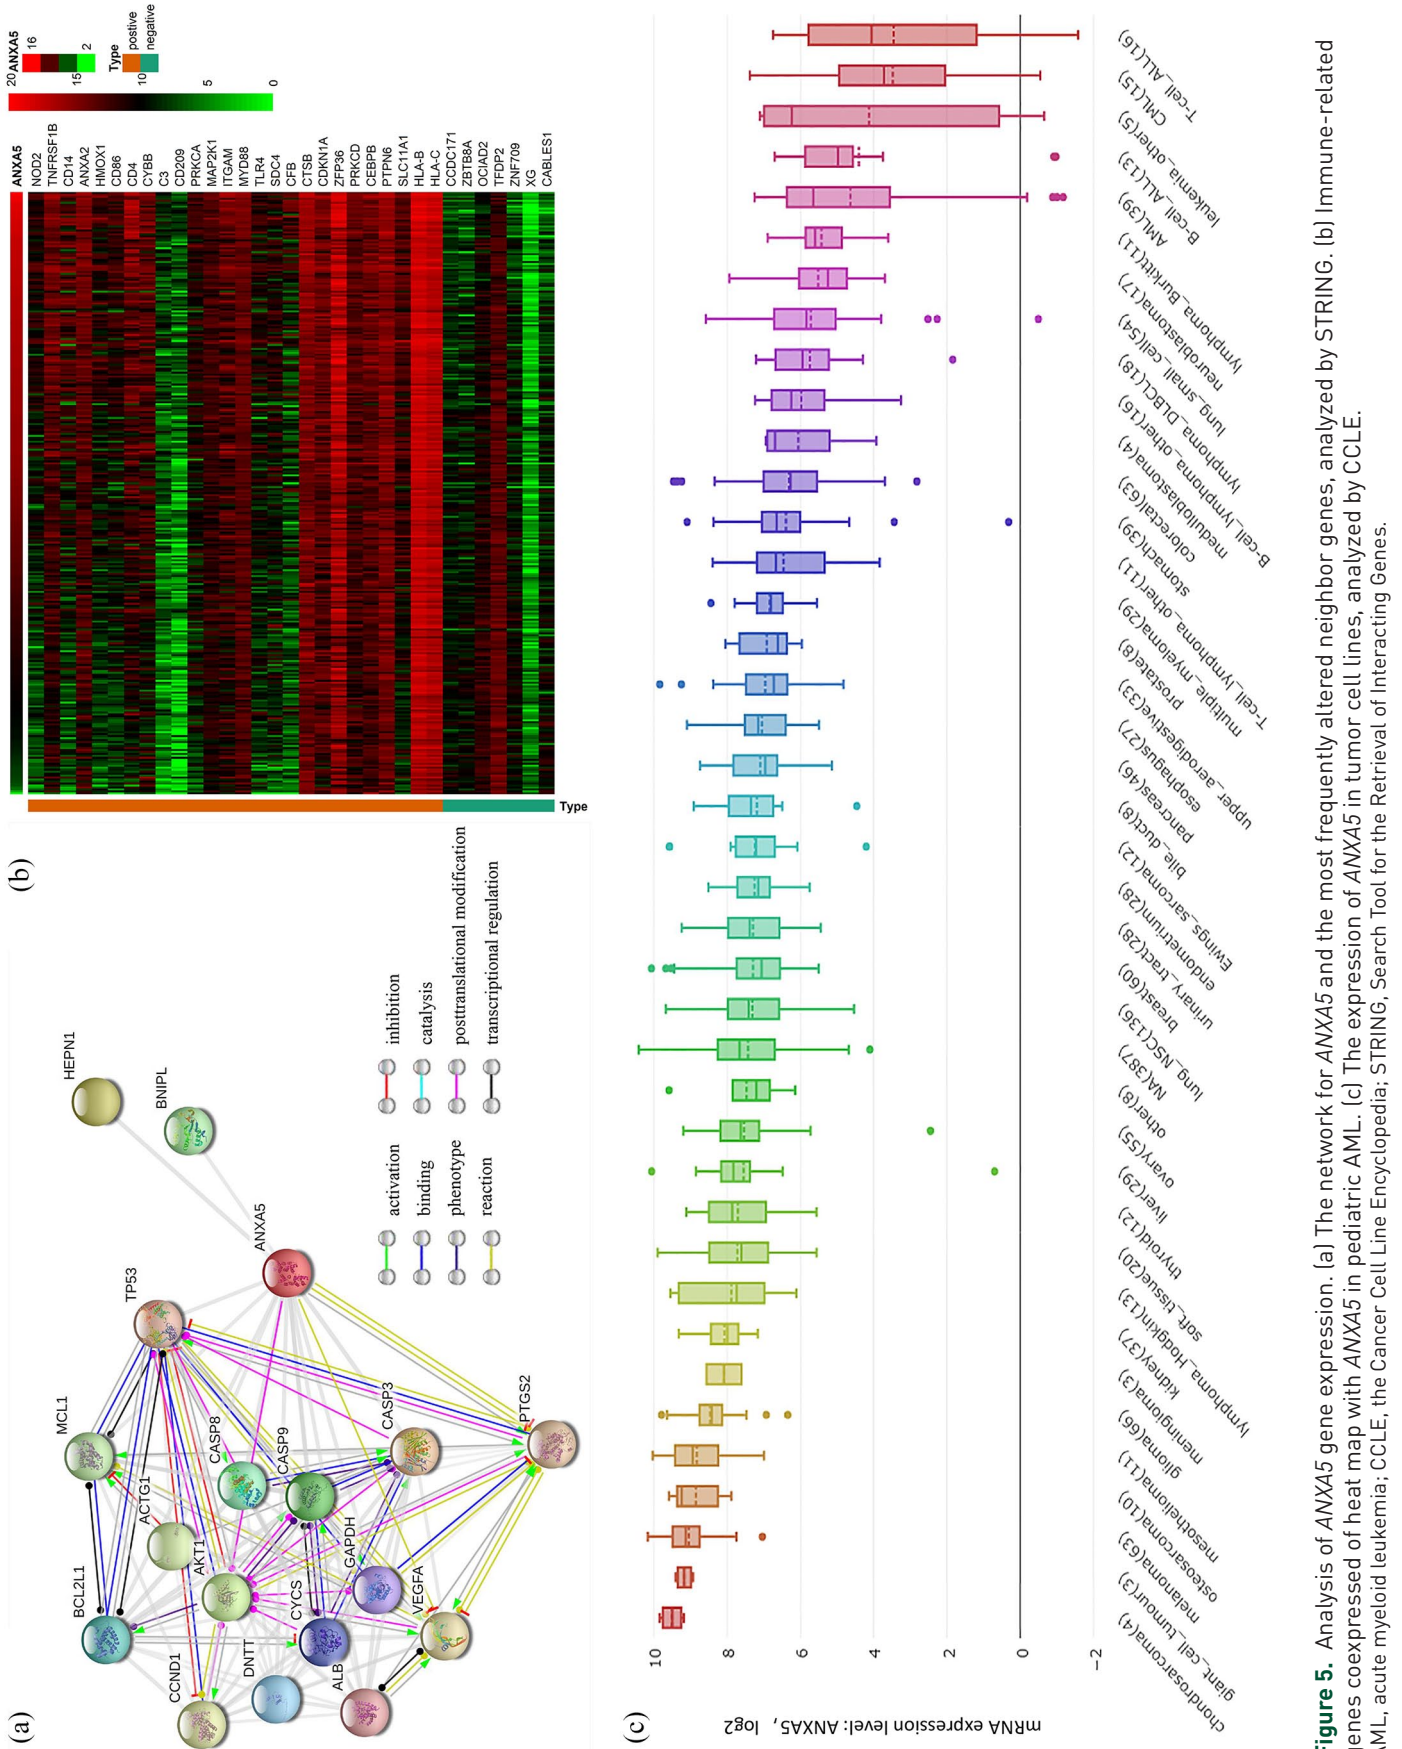 (a)
HEPN1
BNIPL
ANXA5
TP53
MCL1
CASP8
CASP9
CASP3
PTGS2
ACTG1
AKT1
GAPDH
BCL2L1
CYCS
VEGFA
CCND1
DNTT
ALB
activation
inhibition
binding
catalysis
phenotype
posttranslational modification
reaction
transcriptional regulation
(b)
ANXA5
NOD2
TNFRSF1B
CD14
ANXA2
HMOX1
CD86
CD4
CYBB
C3
CD209
PRKCA
MAP2K1
ITGAM
MYD88
TLR4
SDC4
CFB
CTSB
CDKN1A
ZFP36
PRKCD
CEBPB
PTPN6
SLC11A1
HLA-B
HLA-C
CCDC171
ZBTB8A
OCIAD2
TFDP2
ZNF709
XG
CABLES1
Type
20
15
10
5
0
ANXA5
16
2
Type
postive
negative
(c)
mRNA expression level: ANXA5, log2
10
8
6
4
2
0
−2
chondrosarcoma(4)
giant_cell_tumour(3)
melanoma(63)
osteosarcoma(10)
mesothelioma(11)
glioma(66)
meningioma(3)
kidney(37)
lymphoma_Hodgkin(13)
soft_tissue(20)
thyroid(12)
liver(29)
ovary(55)
other(8)
NA(387)
lung_NSC(136)
breast(60)
urinary_tract(28)
endometrium(28)
Ewings_sarcoma(12)
bile_duct(8)
pancreas(46)
esophagus(27)
upper_aerodigestive(33)
prostate(8)
multiple_myeloma(29)
T-cell_lymphoma_other(11)
stomach(39)
colorectal(63)
medulloblastoma(4)
B-cell_lymphoma_other(16)
lymphoma_DLBCL(18)
lung_small_cell(54)
neuroblastoma(17)
lymphoma_Burkitt(11)
AML(39)
B-cell_ALL(13)
leukemia_other(5)
CML(15)
T-cell_ALL(16)
Figure 5. Analysis of ANXA5 gene expression. (a) The network for ANXA5 and the most frequently altered neighbor genes, analyzed by STRING. (b) Immune-related
genes coexpressed of heat map with ANXA5 in pediatric AML. (c) The expression of ANXA5 in tumor cell lines, analyzed by CCLE.
AML, acute myeloid leukemia; CCLE, the Cancer Cell Line Encyclopedia; STRING, Search Tool for the Retrieval of Interacting Genes.